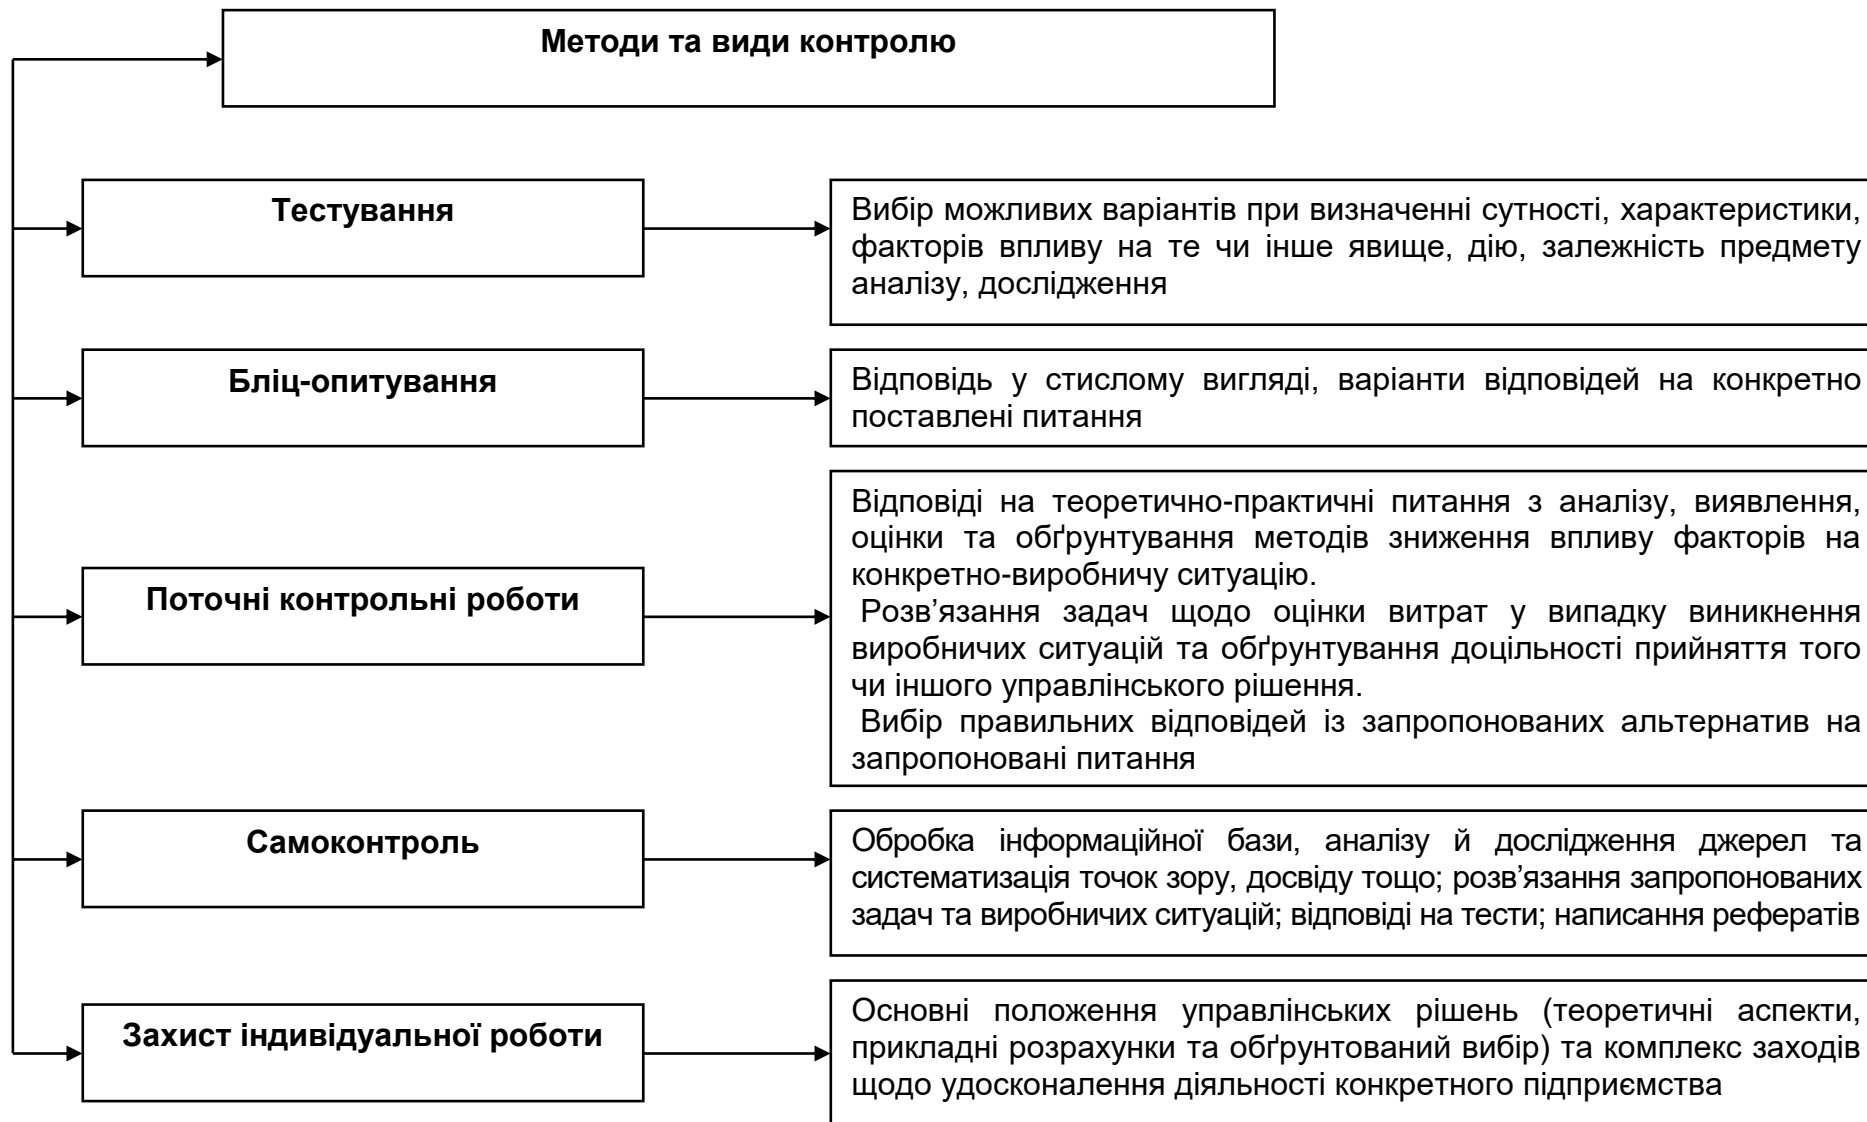 Методи та види контролю
Тестування
Вибір можливих варіантів при визначенні сутності, характеристики,
факторів впливу на те чи інше явище, дію, залежність предмету
аналізу, дослідження
Бліц-опитування
Відповідь у стислому вигляді, варіанти відповідей на конкретно
поставлені питання
Поточні контрольні роботи
Відповіді на теоретично-практичні питання з аналізу, виявлення,
оцінки та обґрунтування методів зниження впливу факторів на
конкретно-виробничу ситуацію.
Розв’язання задач щодо оцінки витрат у випадку виникнення
виробничих ситуацій та обґрунтування доцільності прийняття того
чи іншого управлінського рішення.
Вибір правильних відповідей із запропонованих альтернатив на
запропоновані питання
Самоконтроль
Обробка інформаційної бази, аналізу й дослідження джерел та
систематизація точок зору, досвіду тощо; розв’язання запропонованих
задач та виробничих ситуацій; відповіді на тести; написання рефератів
Захист індивідуальної роботи
Основні положення управлінських рішень (теоретичні аспекти,
прикладні розрахунки та обґрунтований вибір) та комплекс заходів
щодо удосконалення діяльності конкретного підприємства